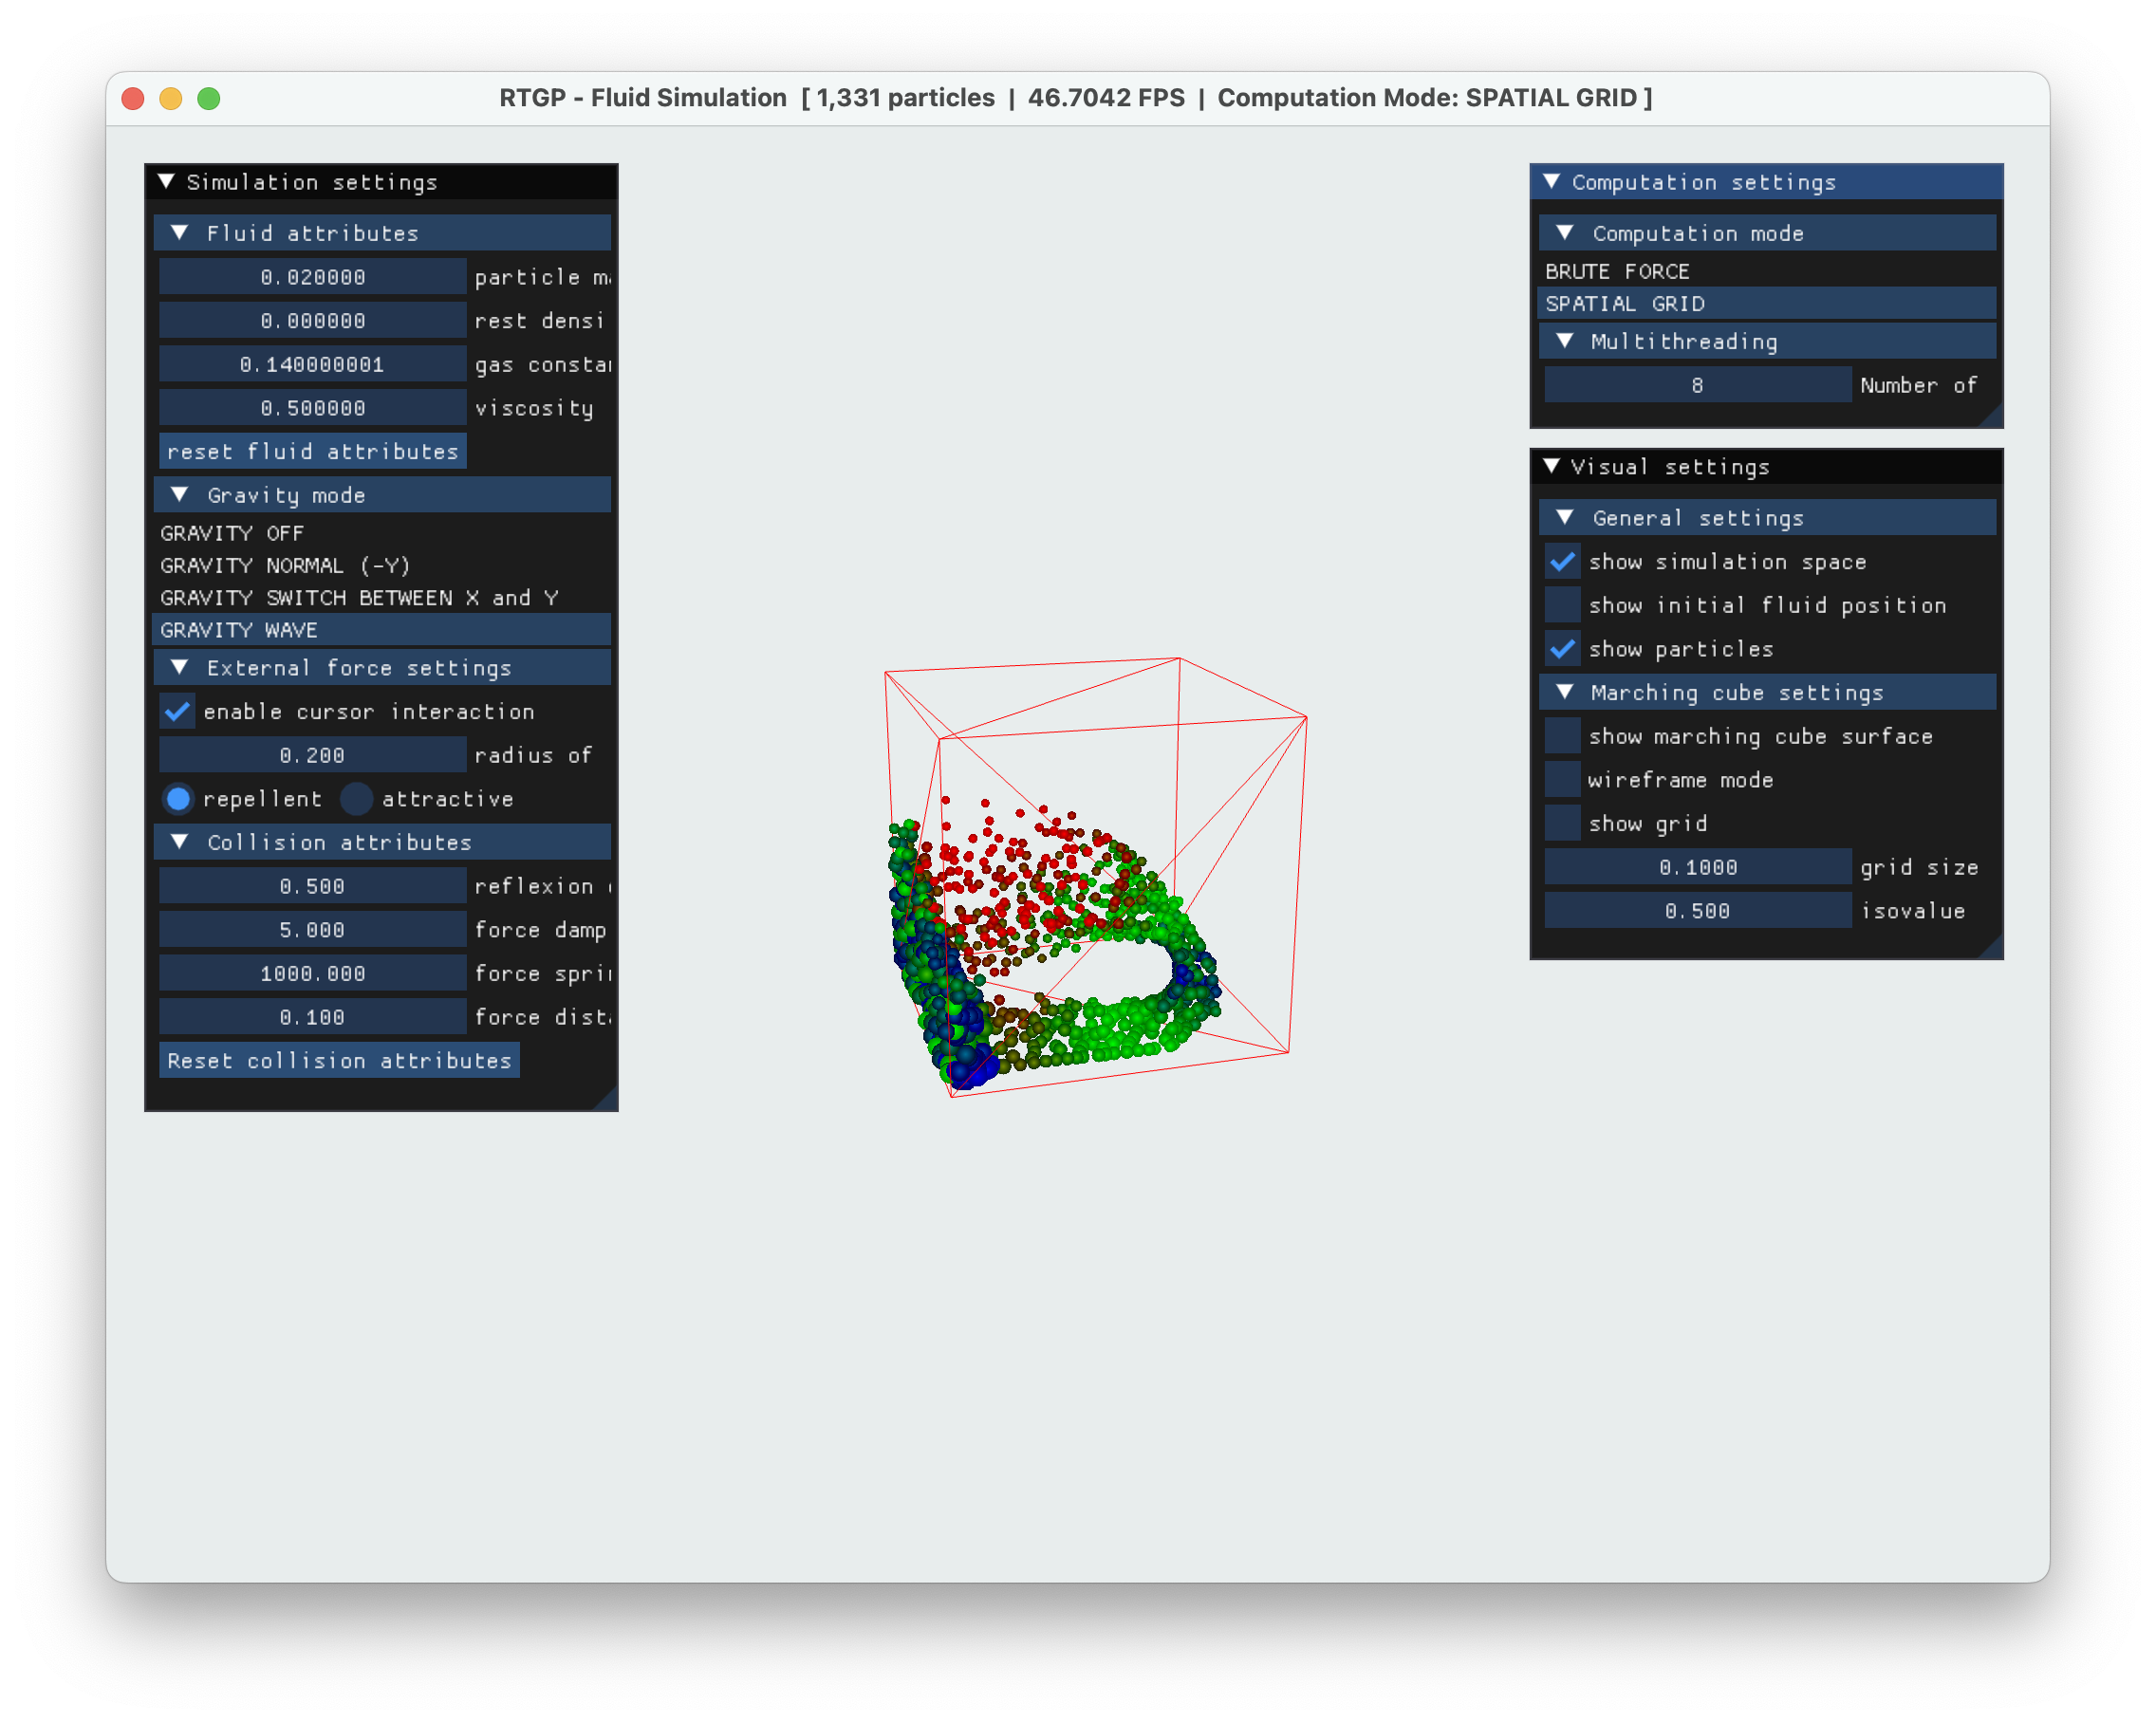 RTGP - Fluid Simulation [ 1,331 particles | 46.7042 FPS | Computation Mode: SPATIAL GRID ]
Simulation settings
Fluid attributes
0.020000 particle
0.000000 rest densi
0.140000001 gas
0.500000 viscosity
reset fluid attributes
Gravity mode
GRAVITY OFF
GRAVITY NORMAL (-Y)
GRAVITY SWITCH BETWEEN X and Y
GRAVITY WAVE
External force settings
enable cursor interaction
0.200 radius of
repellent attractive
Collision attributes
0.500 reflexion
5.000 force damp
1000.000 force
0.100 force
Reset collision attributes
Computation settings
Computation mode
BRUTE FORCE
SPATIAL GRID
Multithreading
8 Number of
Visual settings
General settings
show simulation space
show initial fluid position
show particles
Marching cube settings
show marching cube surface
wireframe mode
show grid
0.1000 grid size
0.500 isovalue